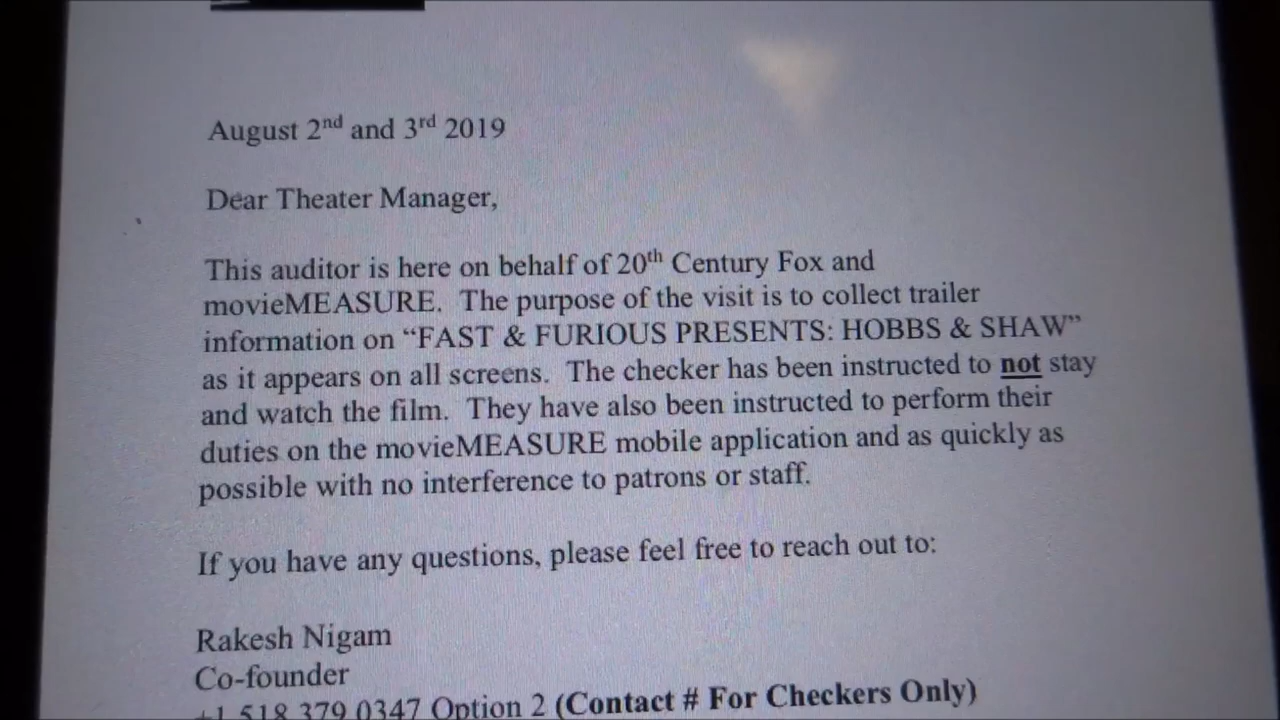 August 2nd and 3rd 2019
Dear Theater Manager,
This auditor is here on behalf of 20th Century Fox and
movieMEASURE.  The purpose of the visit is to collect trailer
information on “FAST & FURIOUS PRESENTS: HOBBS & SHAW”
as it appears on all screens.  The checker has been instructed to not stay
and watch the film.  They have also been instructed to perform their
duties on the movieMEASURE mobile application and as quickly as
possible with no interference to patrons or staff.
If you have any questions, please feel free to reach out to:
Rakesh Nigam
Co-founder
+1 518 379 0347 Option 2 (Contact # For Checkers Only)